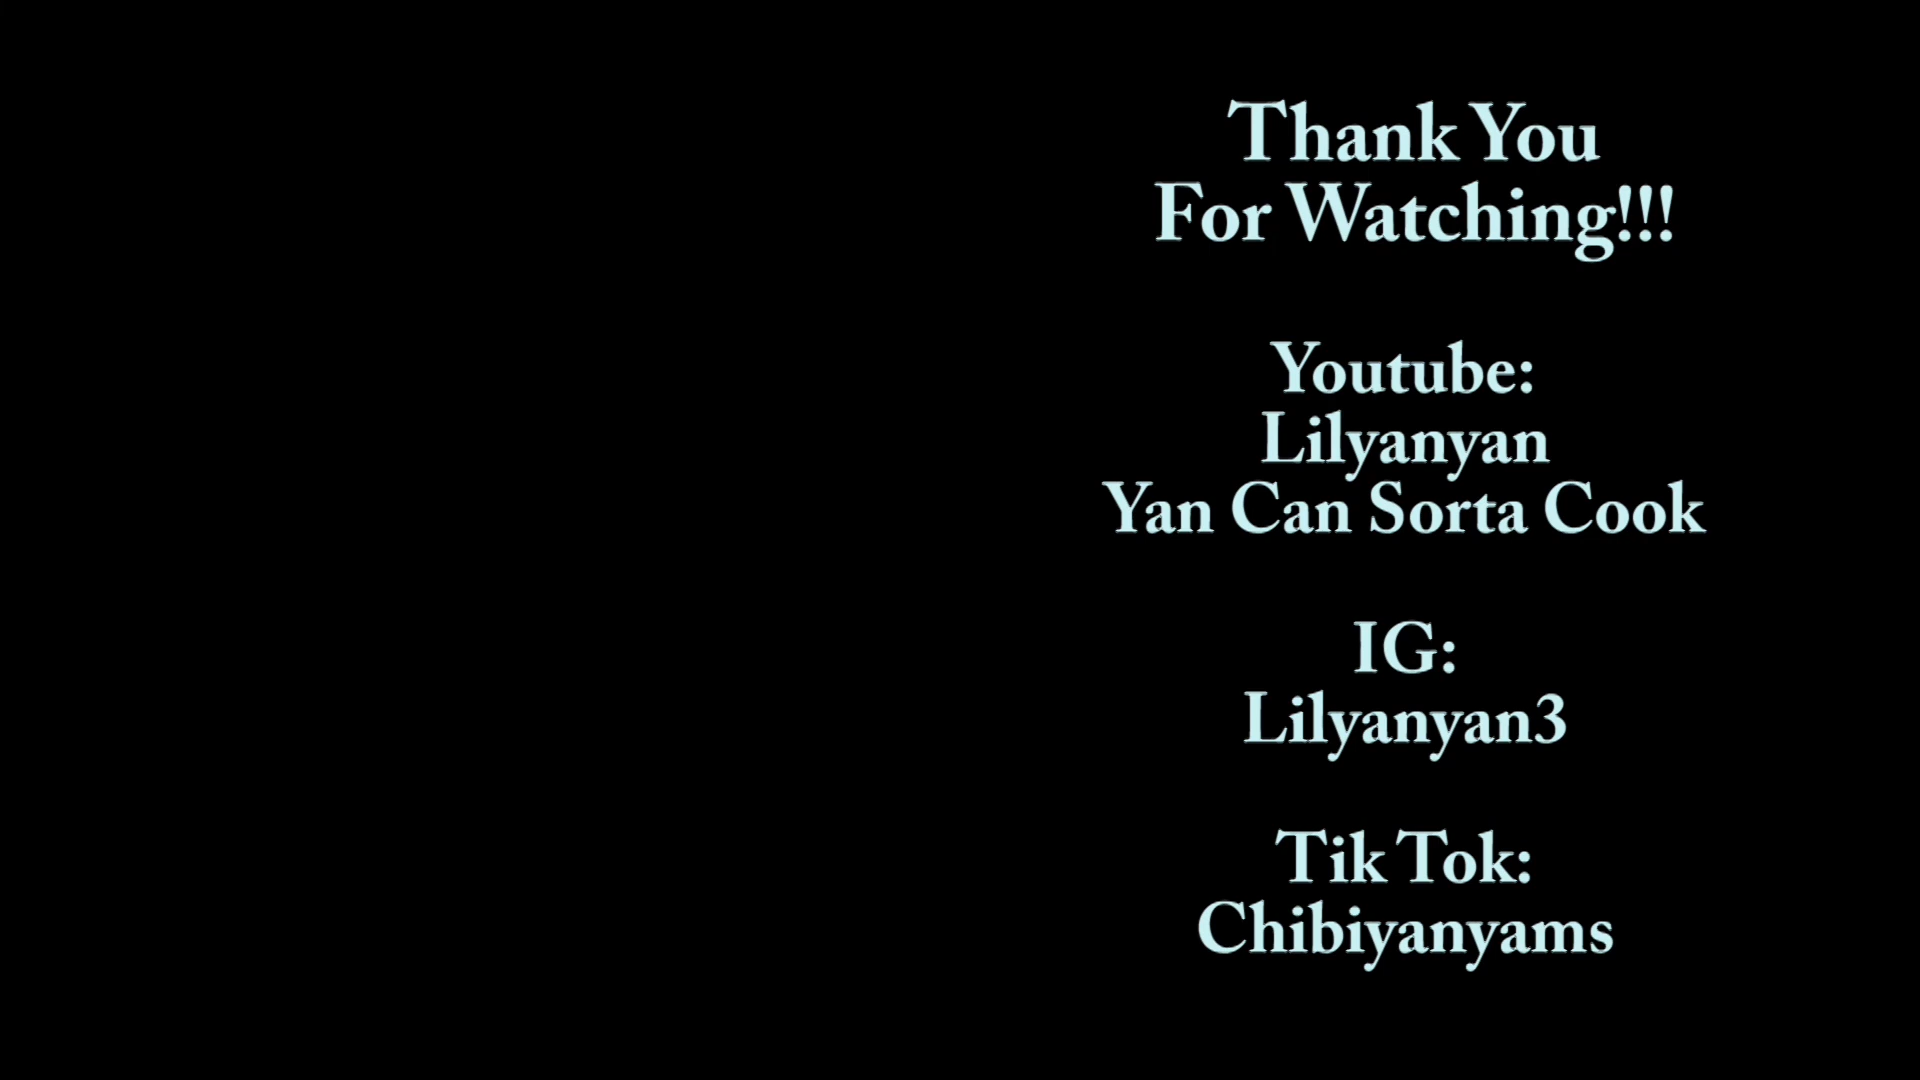 Thank You
For Watching!!!
Youtube:
Lilyanyan
Yan Can Sorta Cook
IG:
Lilyanyan3
Tik Tok:
Chibiyanyams